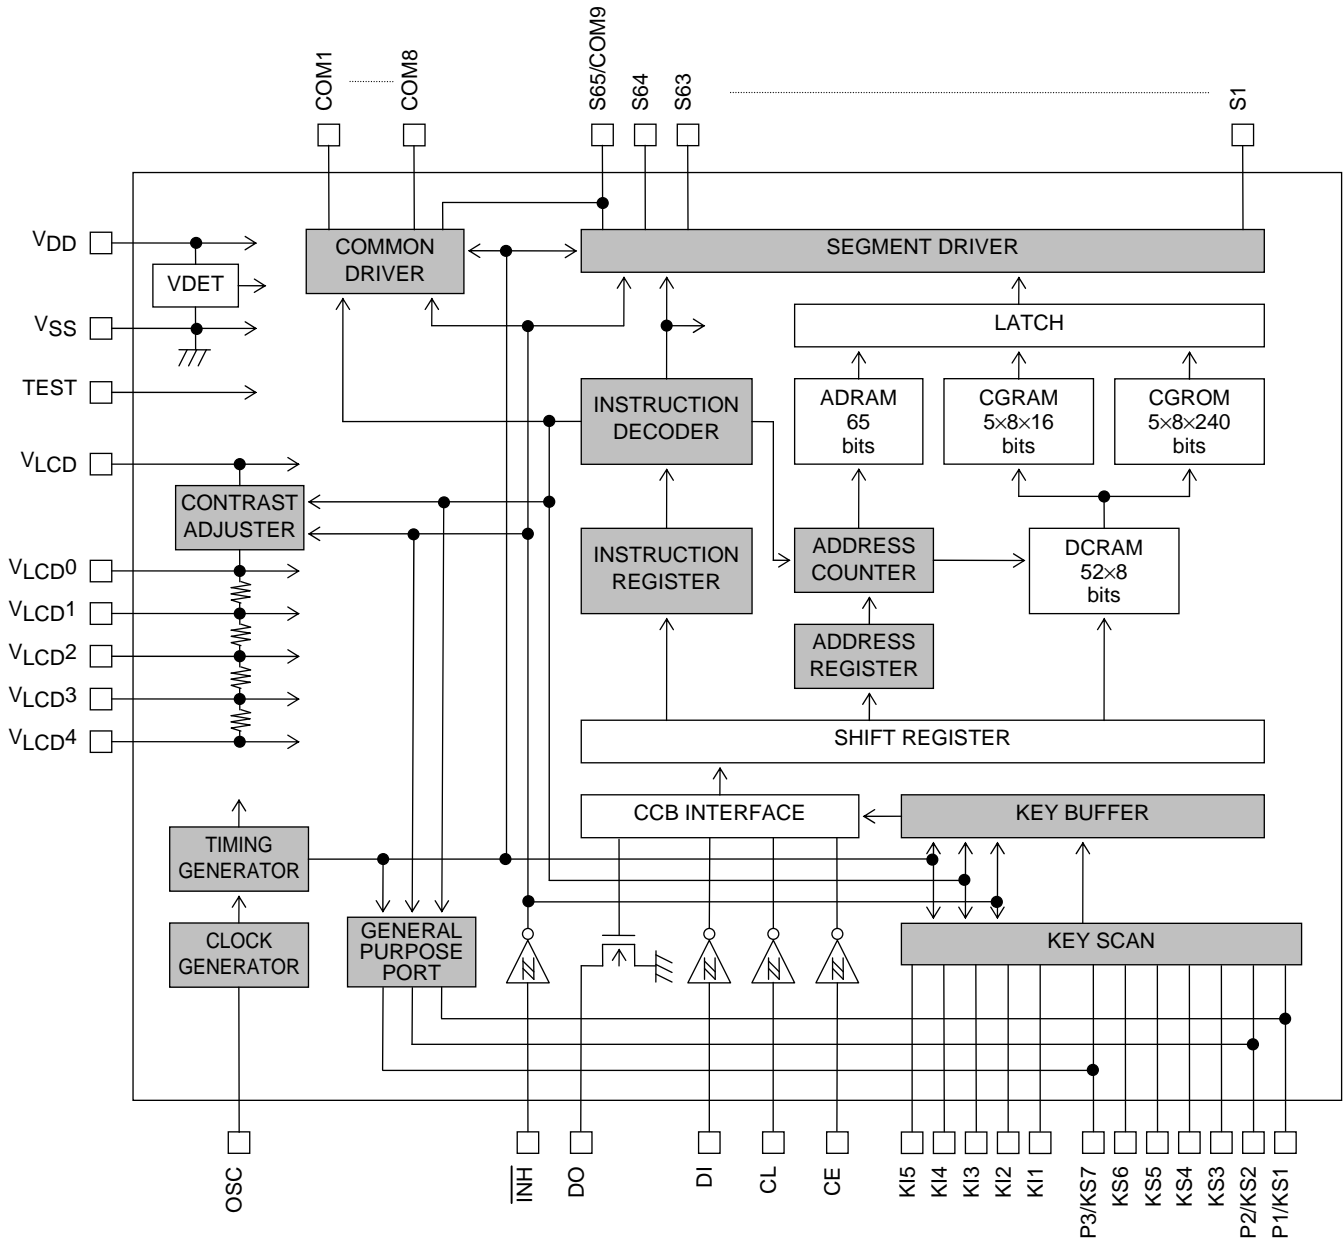 COM1
COM8
S65/COM9
S64
S63
S1
VDD
COMMON
DRIVER
SEGMENT DRIVER
VDET
VSS
LATCH
TEST
INSTRUCTION
DECODER
ADRAM
65
bits
CGRAM
5×8×16
bits
CGROM
5×8×240
bits
VLCD
CONTRAST
ADJUSTER
INSTRUCTION
REGISTER
ADDRESS
COUNTER
DCRAM
52×8
bits
VLCD0
VLCD1
VLCD2
VLCD3
VLCD4
ADDRESS
REGISTER
SHIFT REGISTER
CCB INTERFACE
KEY BUFFER
TIMING
GENERATOR
CLOCK
GENERATOR
GENERAL
PURPOSE
PORT
KEY SCAN
OSC
INH
DO
DI
CL
CE
KI5
KI4
KI3
KI2
KI1
P3/KS7
KS6
KS5
KS4
KS3
P2/KS2
P1/KS1